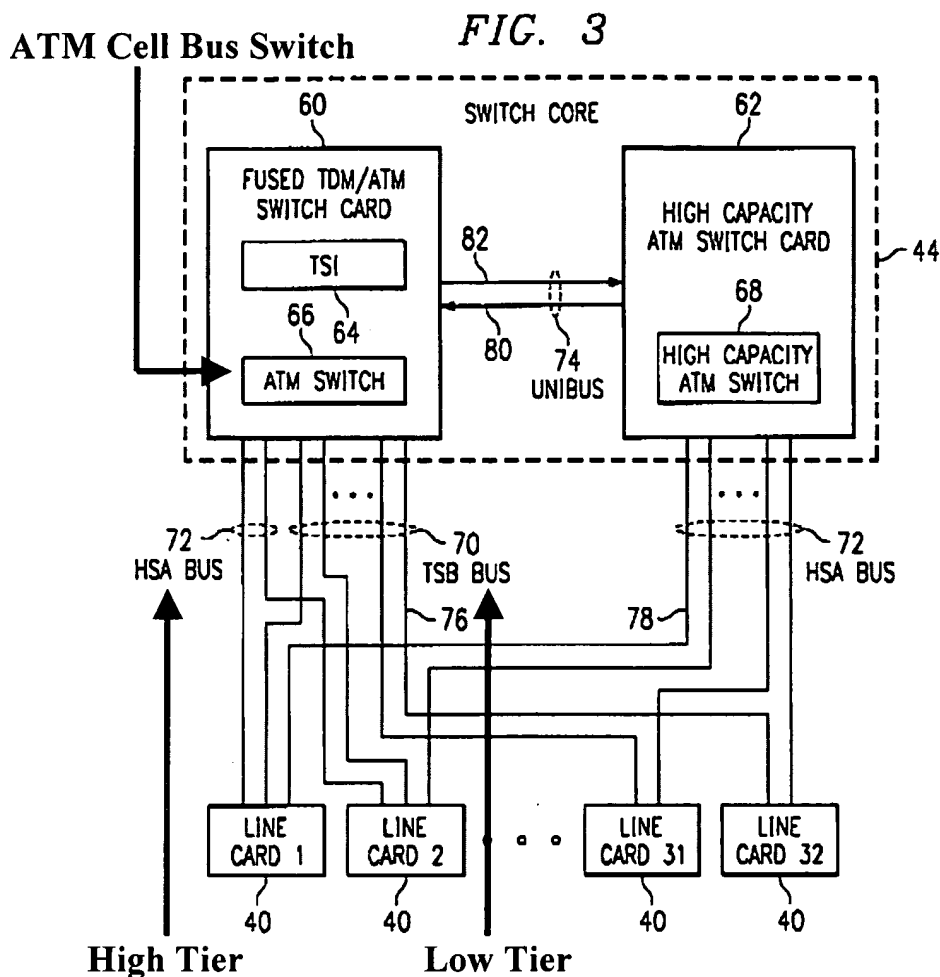 FIG. 3
ATM Cell Bus Switch
60
SWITCH CORE
62
FUSED TDM/ATM
SWITCH CARD
HIGH CAPACITY
ATM SWITCH CARD
TSI
82
44
66
64
80
74
UNIBUS
68
ATM SWITCH
HIGH CAPACITY
ATM SWITCH
72
HSA BUS
70
TSB BUS
72
HSA BUS
76
78
LINE
CARD 1
LINE
CARD 2
LINE
CARD 31
LINE
CARD 32
40
40
40
40
High Tier
Low Tier